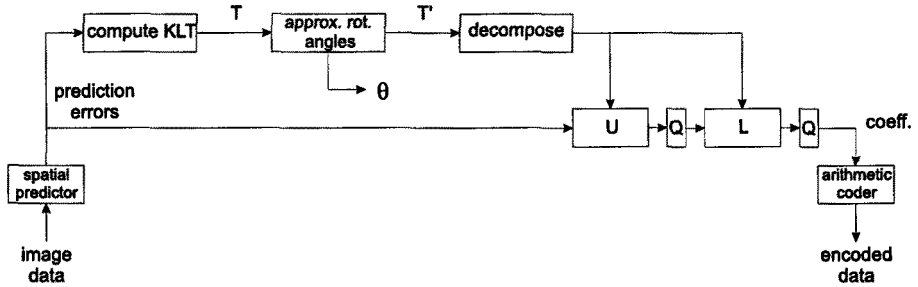 T
T'
compute KLT
approx. rot.
angles
decompose
θ
prediction
errors
U
Q
L
Q
coeff.
spatial
predictor
arithmetic
coder
image
data
encoded
data